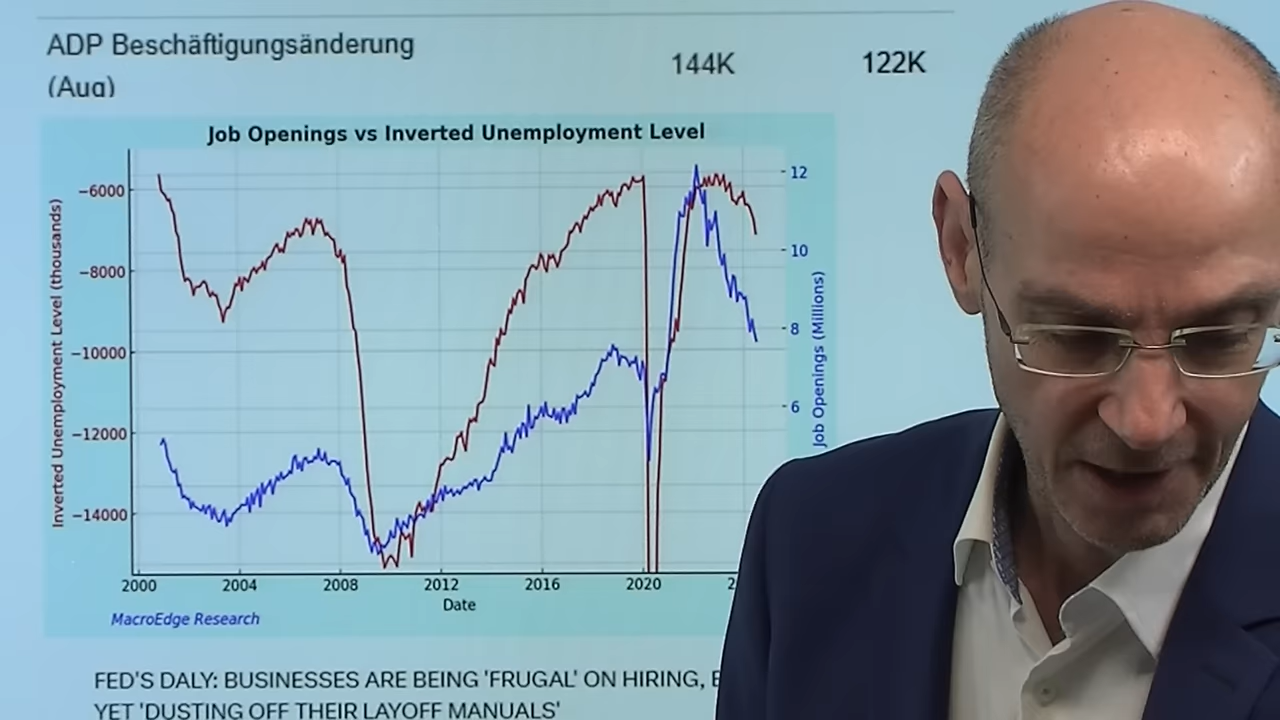 ADP Beschäftigungsänderung
(Aug)
144K
122K
Job Openings vs Inverted Unemployment Level
Inverted Unemployment Level (thousands)
−6000
−8000
−10000
−12000
−14000
12
10
8
6
Job Openings (Millions)
2000
2004
2008
2012
2016
2020
Date
MacroEdge Research
FED'S DALY: BUSINESSES ARE BEING 'FRUGAL' ON HIRING,
YET 'DUSTING OFF THEIR LAYOFF MANUALS'